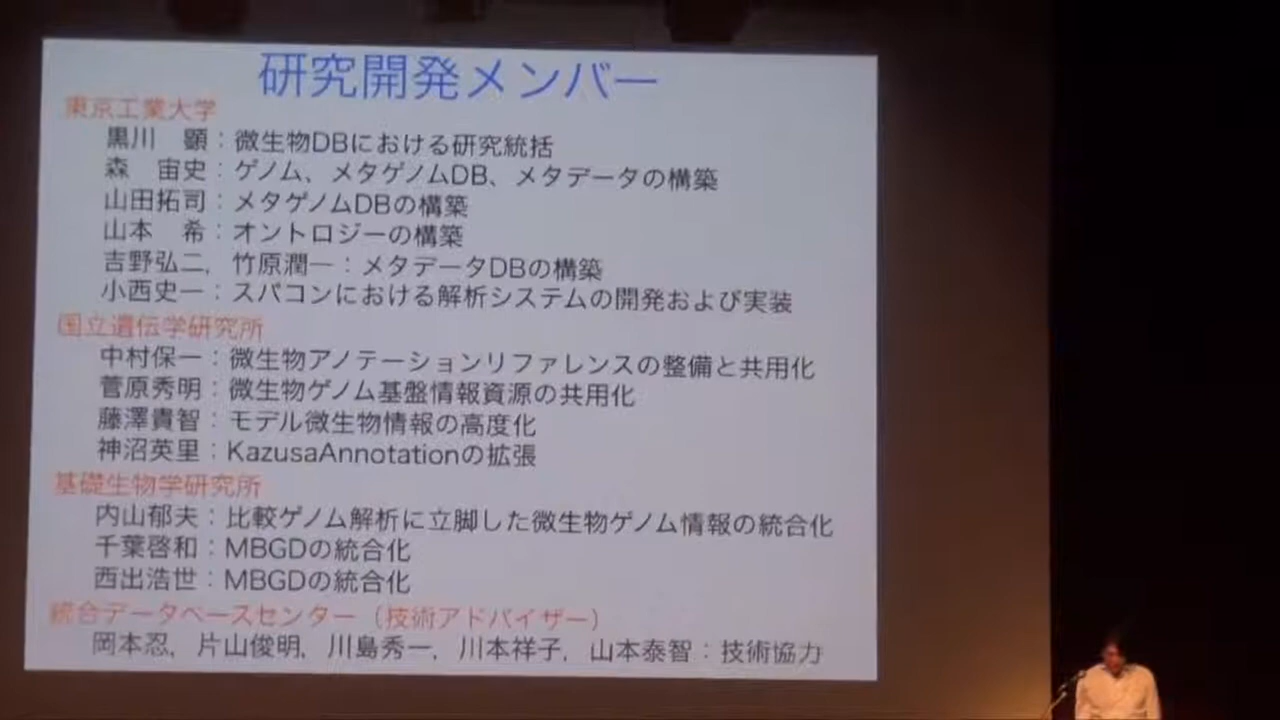 研究開発メンバー
東京工業大学
黒川　顕：微生物DBにおける研究統括
森　宙史：ゲノム、メタゲノムDB、メタデータの構築
山田拓司：メタゲノムDBの構築
山本　希：オントロジーの構築
吉野弘二，竹原潤一：メタデータDBの構築
小西史一：スパコンにおける解析システムの開発および実装
国立遺伝学研究所
中村保一：微生物アノテーションリファレンスの整備と共用化
菅原秀明：微生物ゲノム基盤情報資源の共用化
藤澤貴智：モデル微生物情報の高度化
神沼英里：KazusaAnnotationの拡張
基礎生物学研究所
内山郁夫：比較ゲノム解析に立脚した微生物ゲノム情報の統合化
千葉啓和：MBGDの統合化
西出浩世：MBGDの統合化
統合データベースセンター（技術アドバイザー）
岡本忍，片山俊明，川島秀一，川本祥子，山本泰智：技術協力